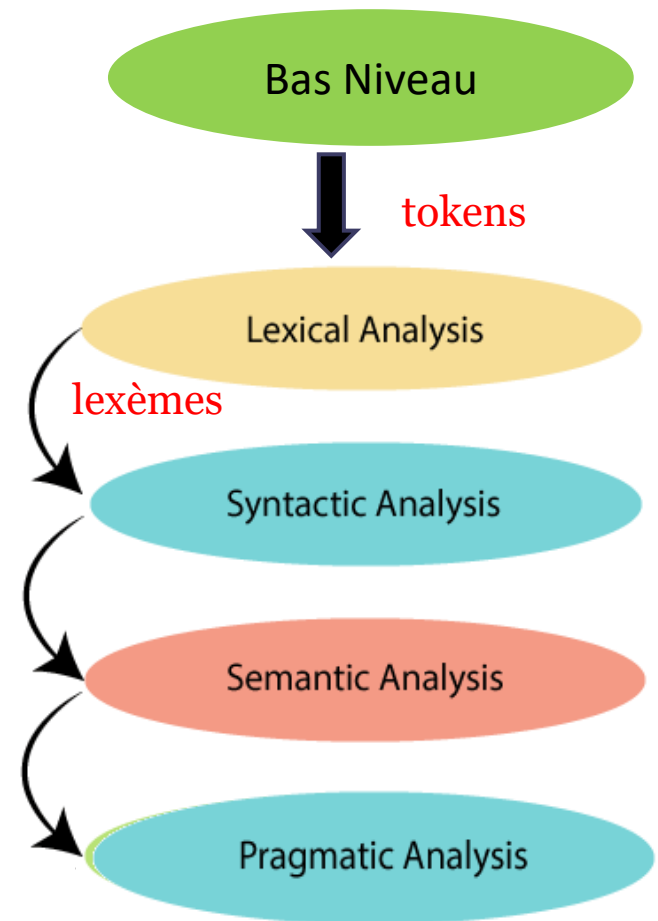 Bas Niveau
tokens
Lexical Analysis
lexèmes
Syntactic Analysis
Semantic Analysis
Pragmatic Analysis